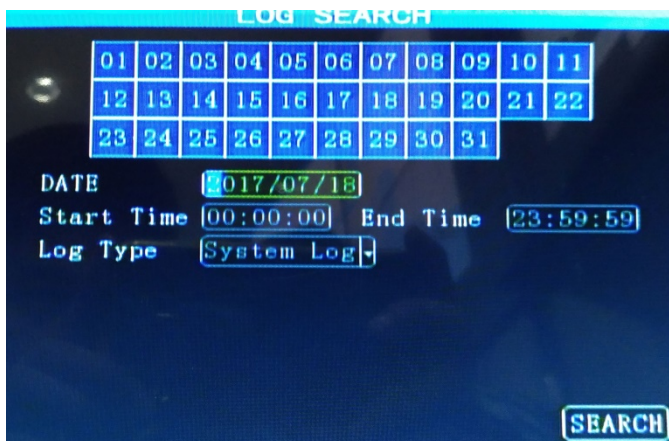 LOG SEARCH
01 02 03 04 05 06 07 08 09 10 11
12 13 14 15 16 17 18 19 20 21 22
23 24 25 26 27 28 29 30 31
DATE 2017/07/18
Start Time 00:00:00 End Time 23:59:59
Log Type System Log
SEARCH